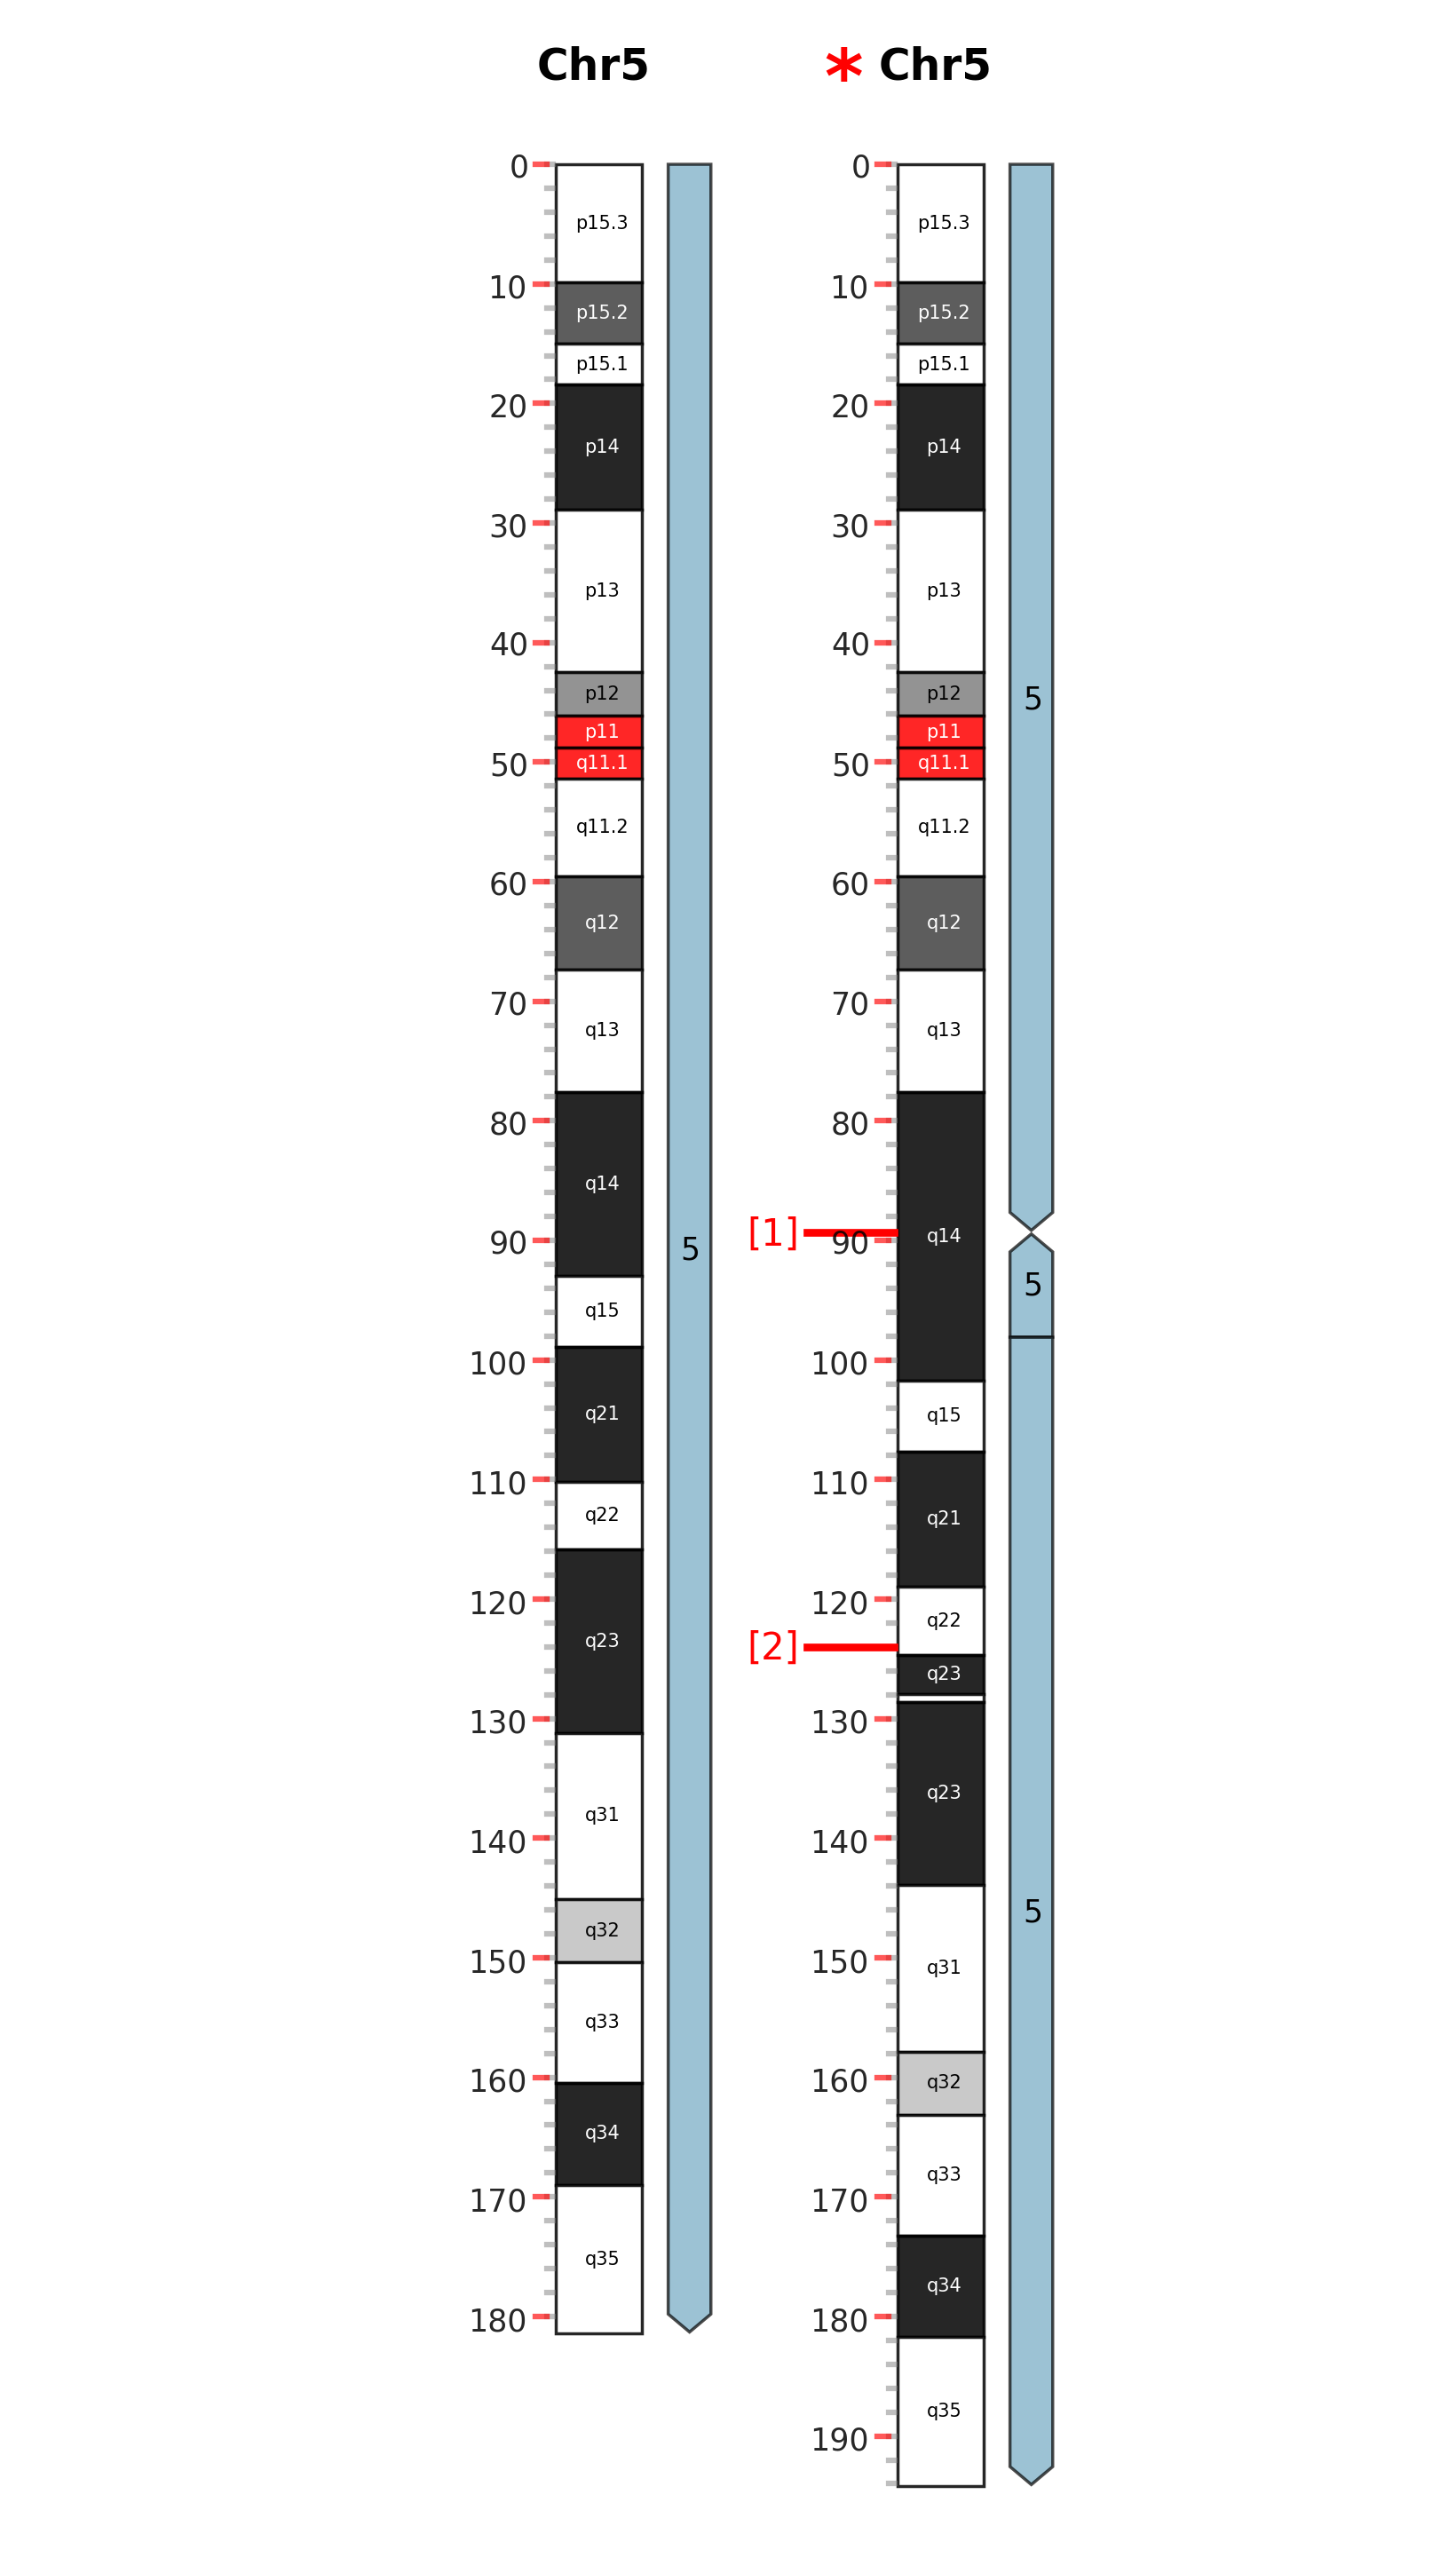 Chr5
* Chr5
0
10
20
30
40
50
60
70
80
90
100
110
120
130
140
150
160
170
180
p15.3
p15.2
p15.1
p14
p13
p12
p11
q11.1
q11.2
q12
q13
q14
q15
q21
q22
q23
q31
q32
q33
q34
q35
5
0
10
20
30
40
50
60
70
80
[1]
90
100
110
120
[2]
130
140
150
160
170
180
190
p15.3
p15.2
p15.1
p14
p13
p12
p11
q11.1
q11.2
q12
q13
q14
q15
q21
q22
q23
q23
q31
q32
q33
q34
q35
5
5
5